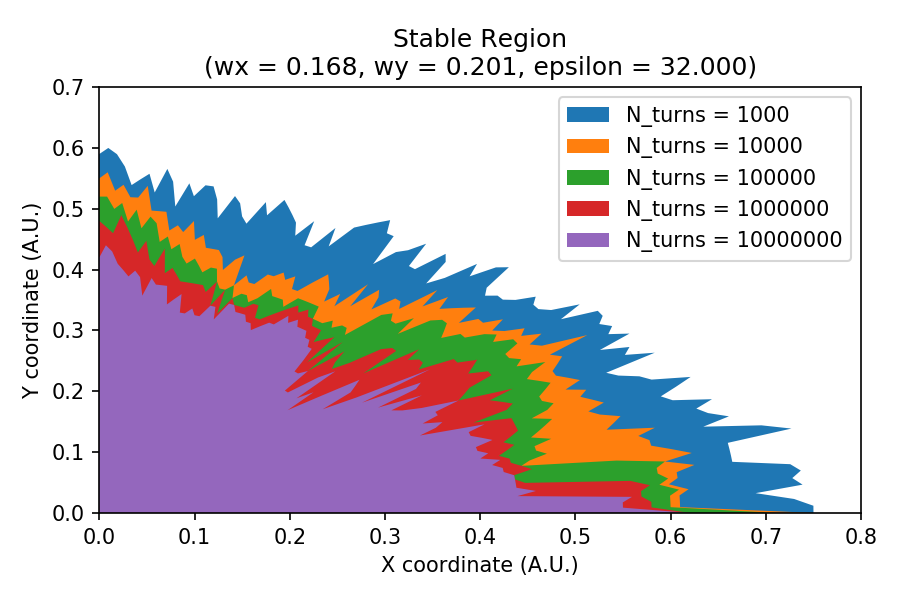 Stable Region
(wx = 0.168, wy = 0.201, epsilon = 32.000)
N_turns = 1000
N_turns = 10000
N_turns = 100000
N_turns = 1000000
N_turns = 10000000
Y coordinate (A.U.)
0.7
0.6
0.5
0.4
0.3
0.2
0.1
0.0
0.0 0.1 0.2 0.3 0.4 0.5 0.6 0.7 0.8
X coordinate (A.U.)